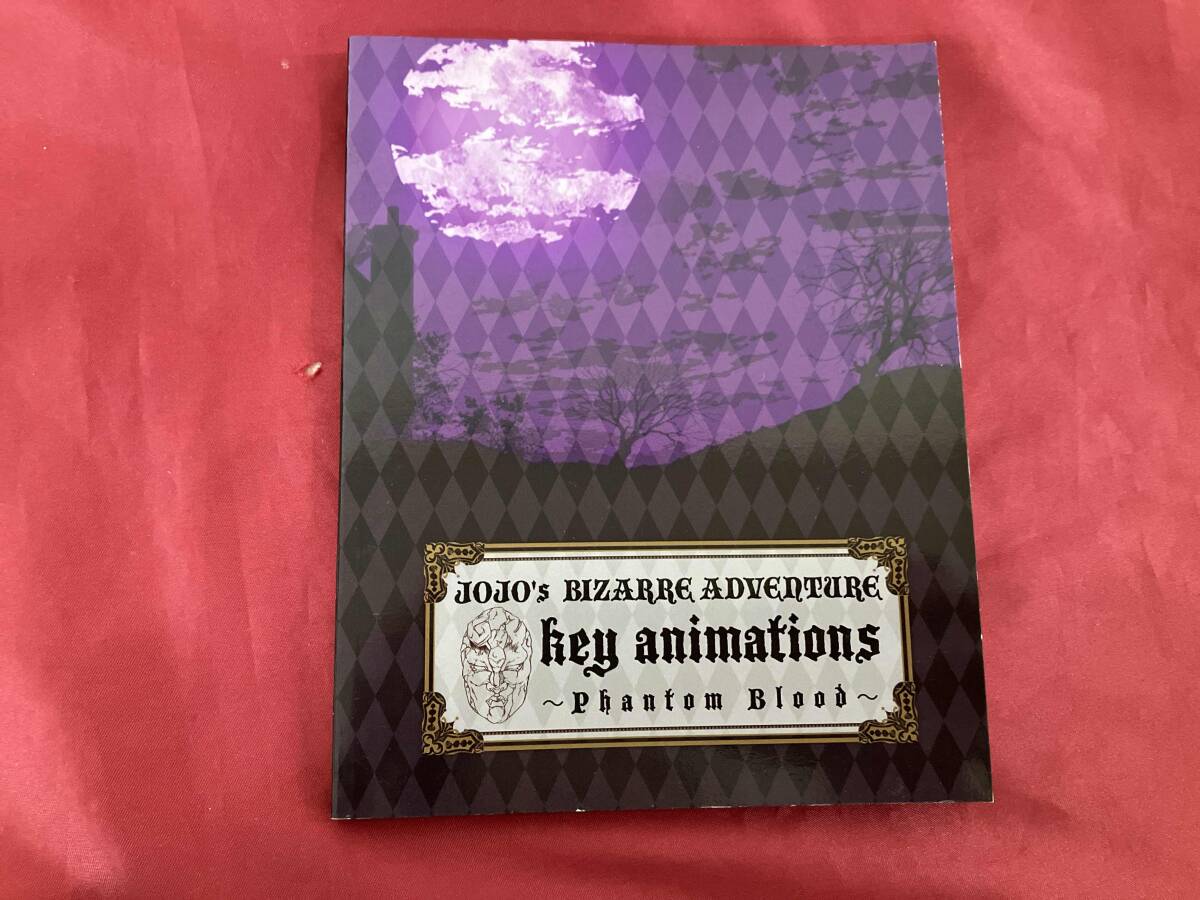 JOJO's BIZARRE ADVENTURE
key animations
～Phantom Blood～